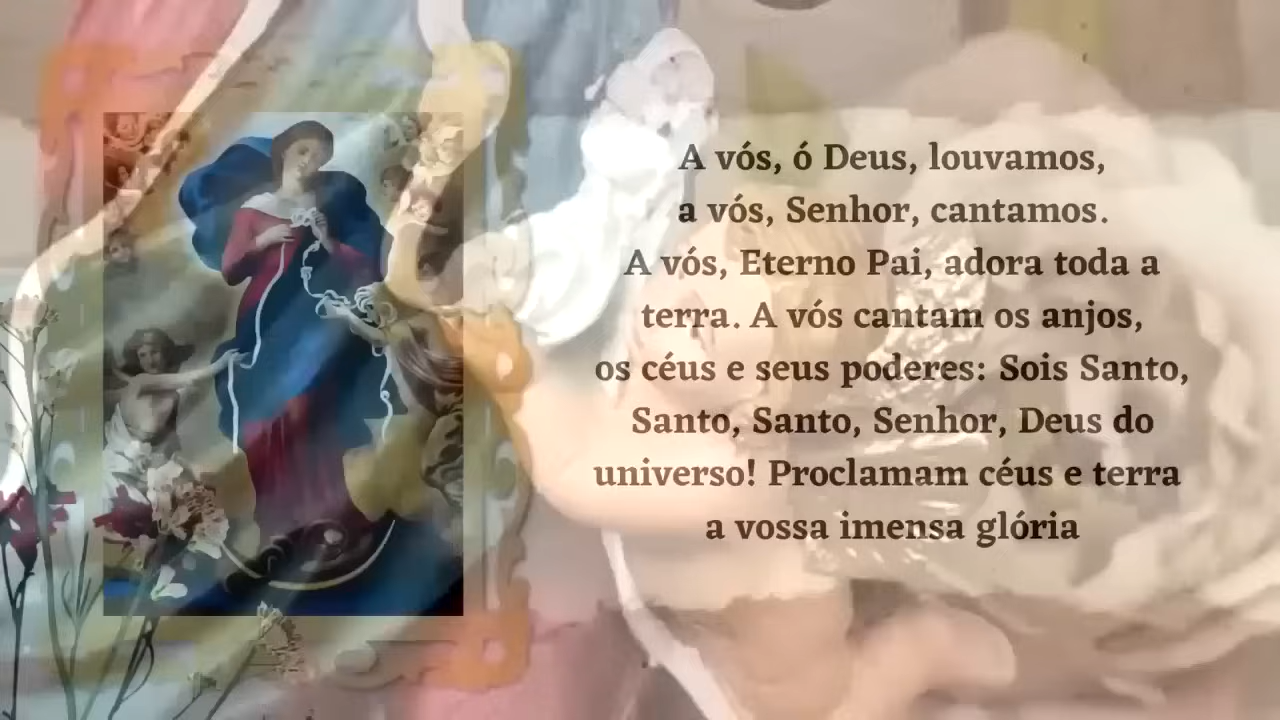 A vós, ó Deus, louvamos,
a vós, Senhor, cantamos.
A vós, Eterno Pai, adora toda a
terra. A vós cantam os anjos,
os céus e seus poderes: Sois Santo,
Santo, Santo, Senhor, Deus do
universo! Proclamam céus e terra
a vossa imensa glória